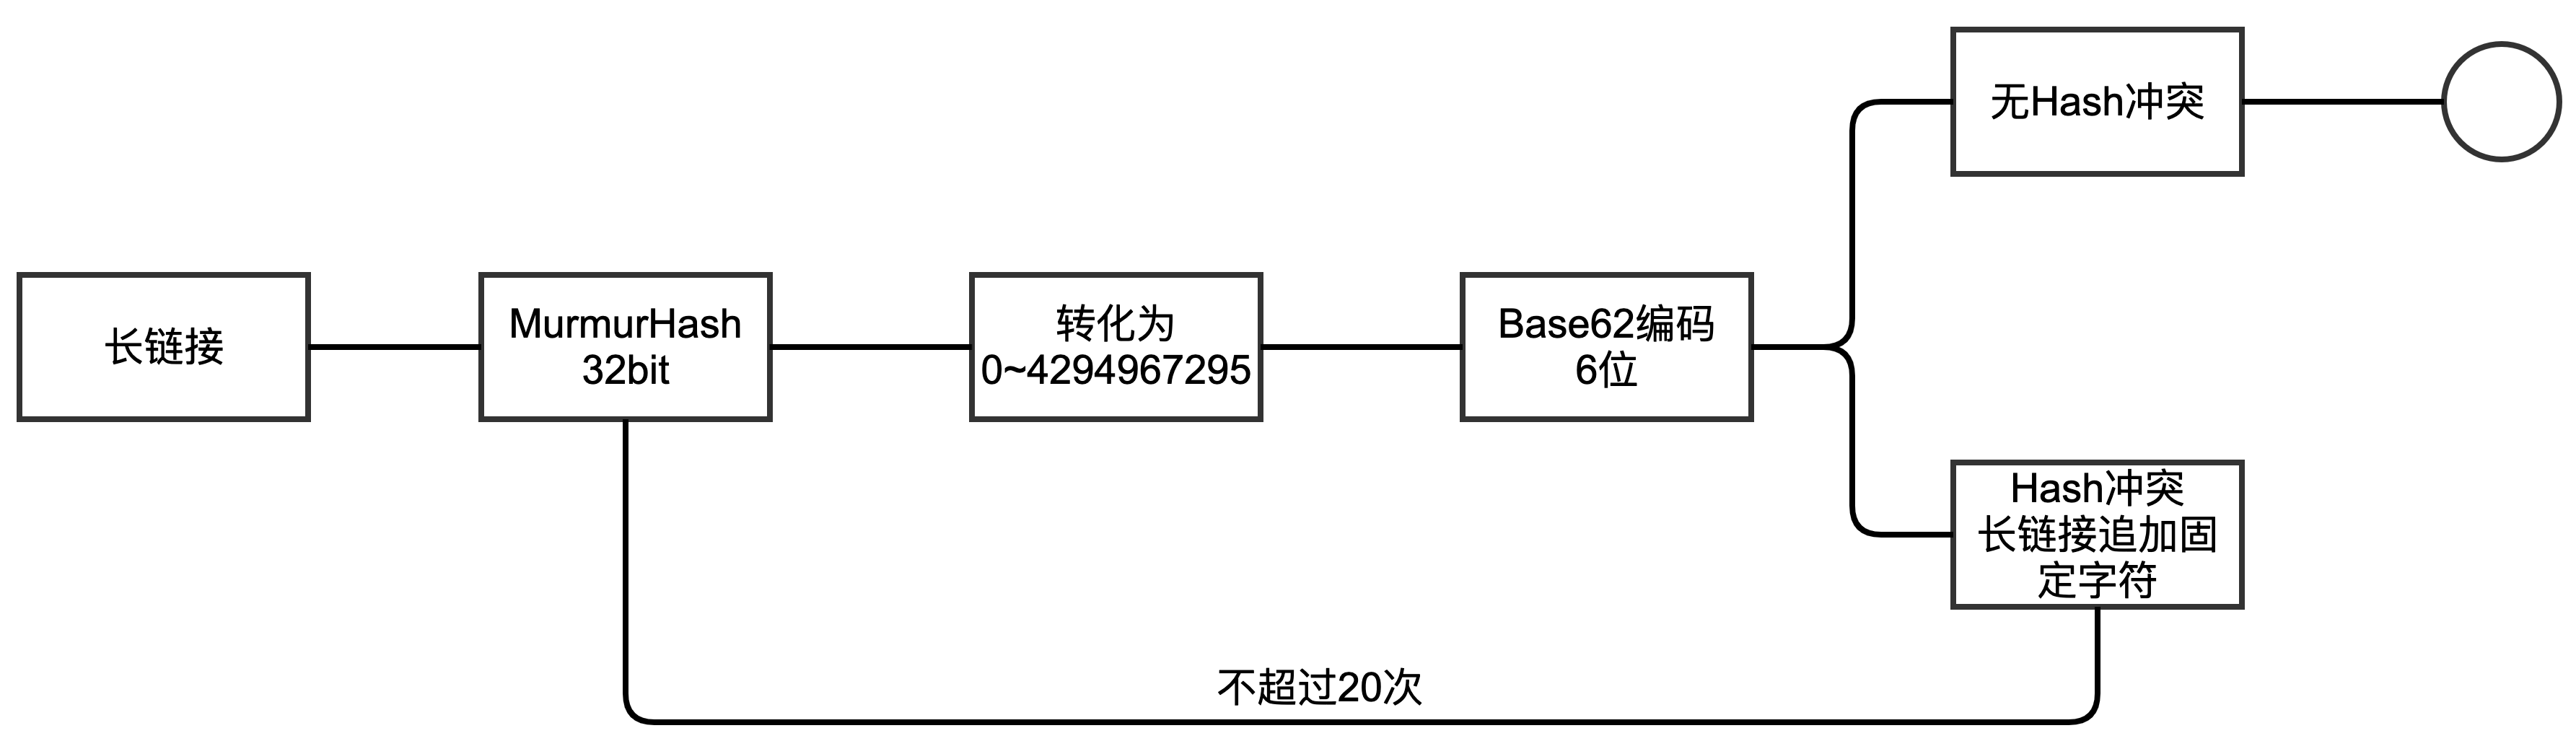 无Hash冲突
长链接
MurmurHash
32bit
转化为
0~4294967295
Base62编码
6位
Hash冲突
长链接追加固
定字符
不超过20次